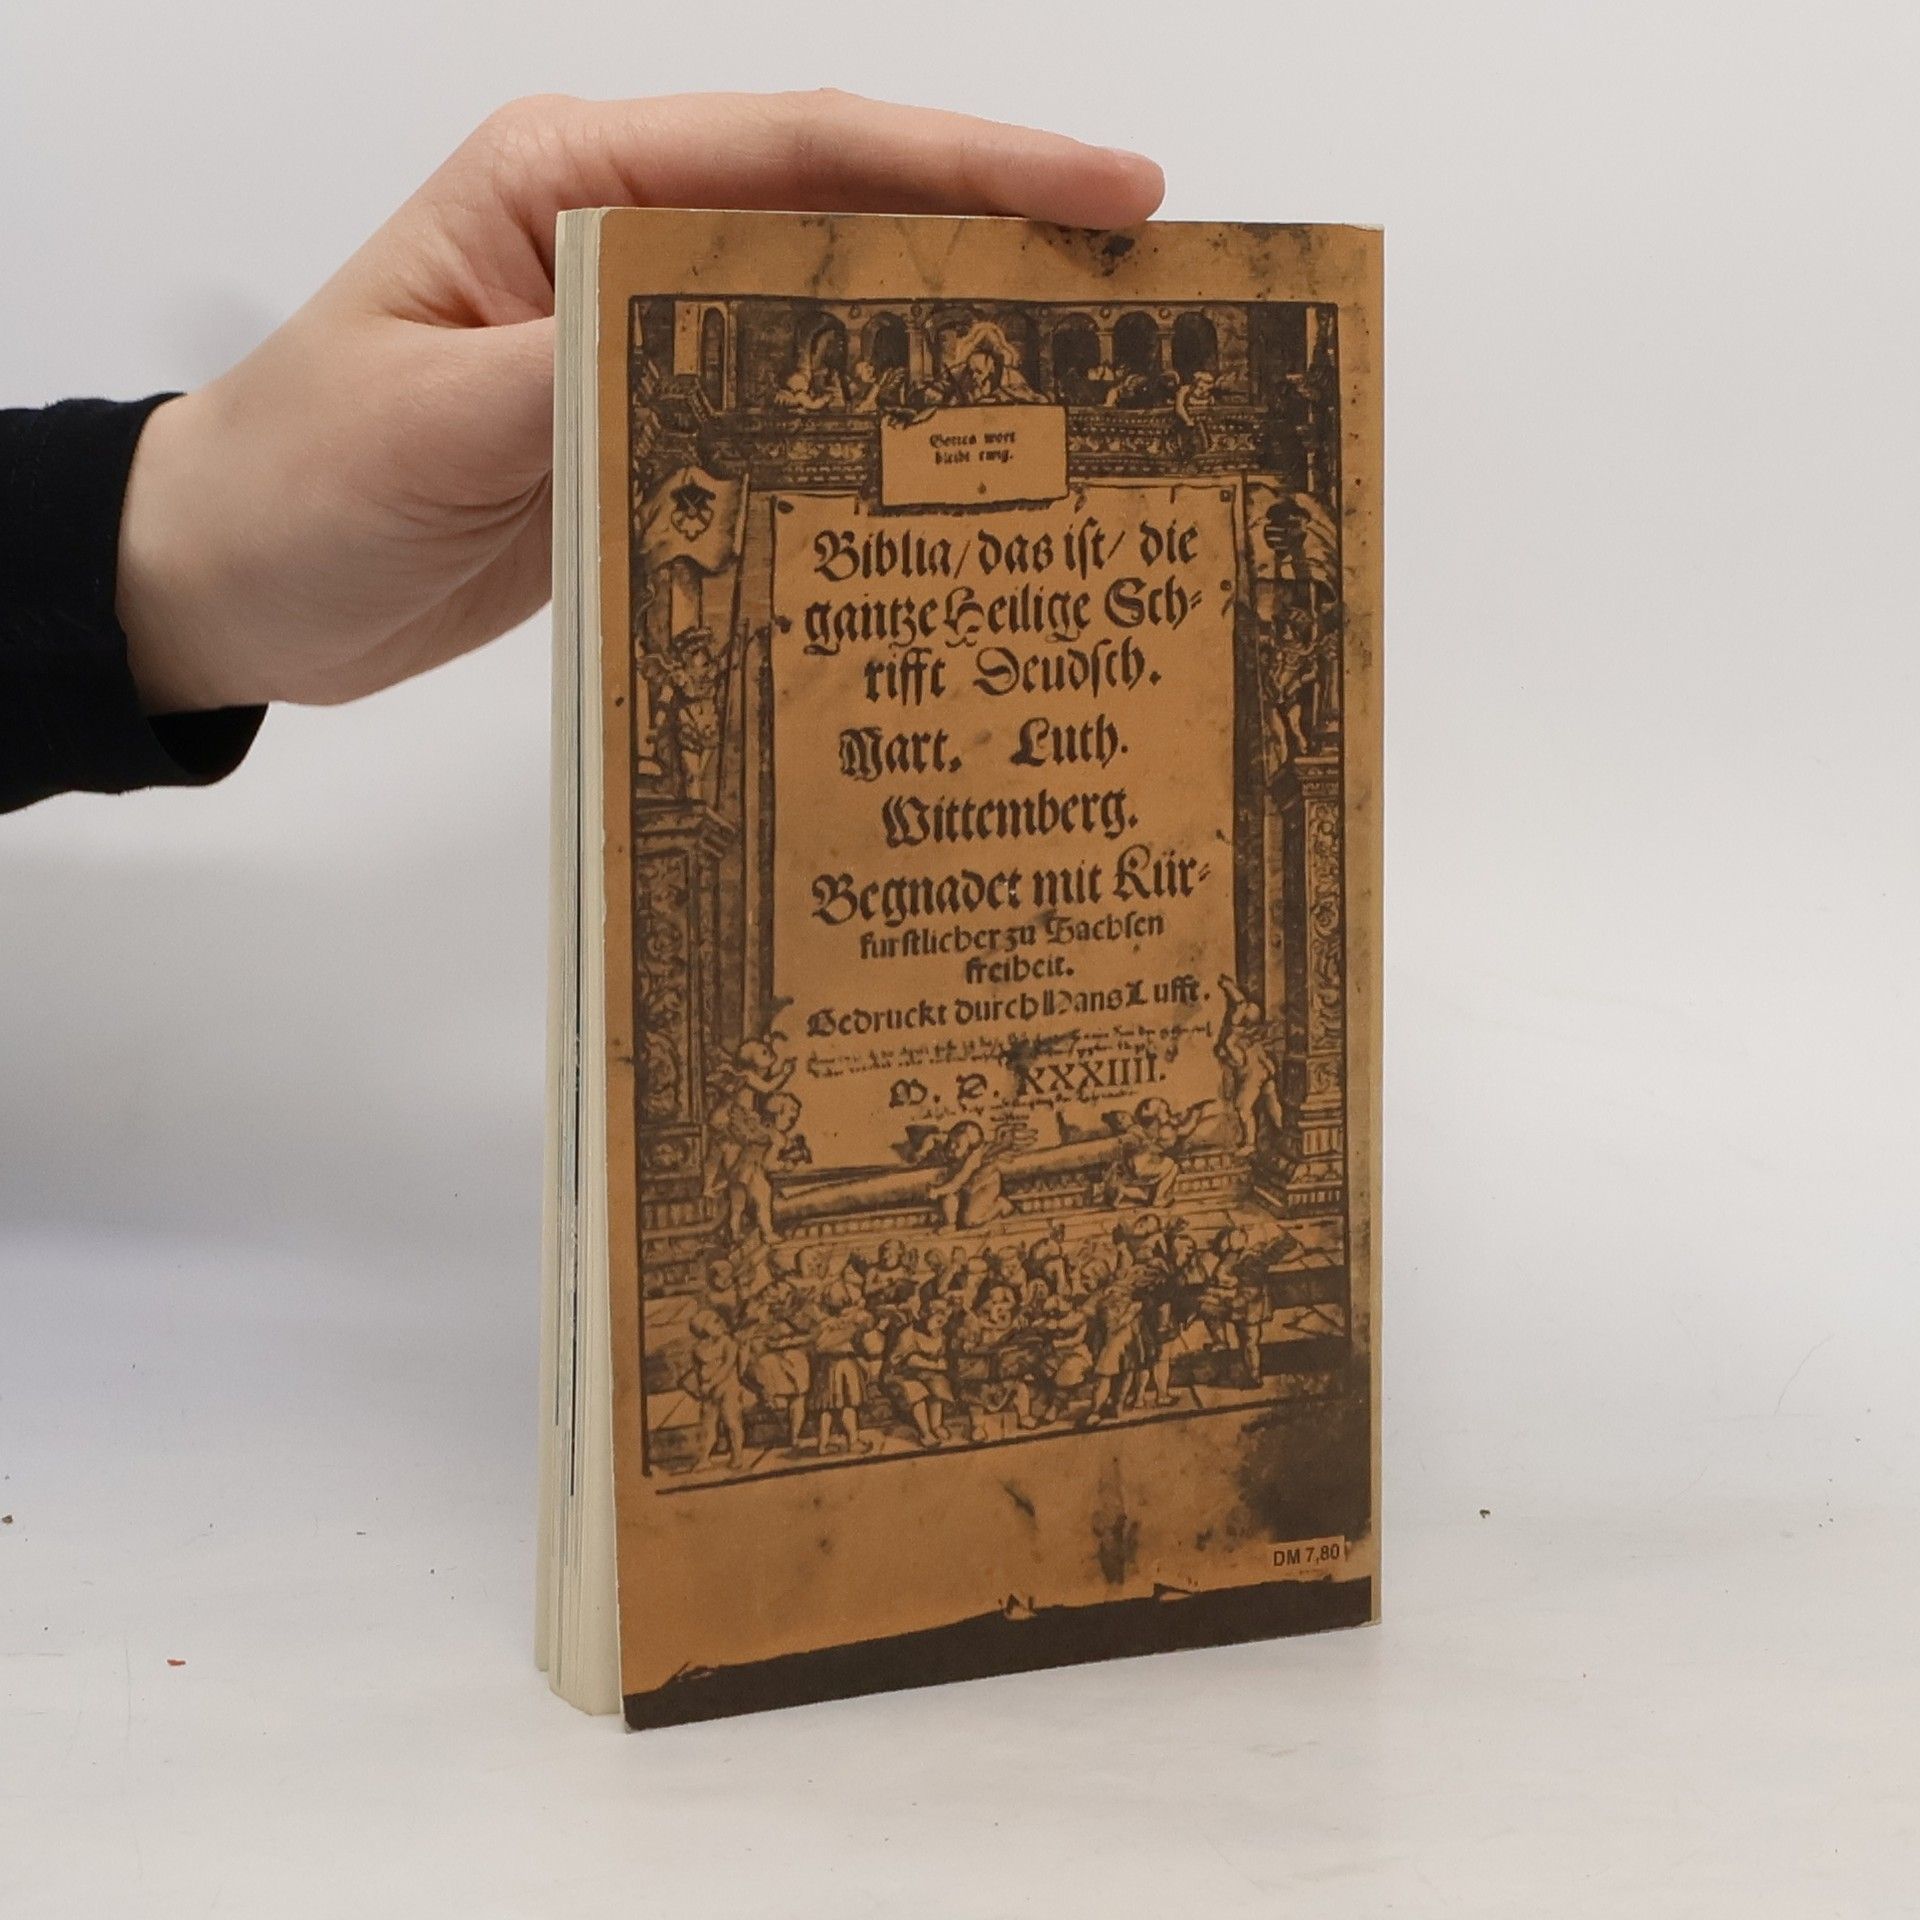 Gottes wort
bleibt ewig.
Biblia/das iſt/ die
gantze Heilige Sch⸗
rifft Deudſch.
Mart. Luth.
Wittemberg.
Begnadet mit Kür⸗
furſtlicher zu Sachſen
freiheit.
Gedruckt durch Hans Lufft.
M. D. XXXIIII.
DM 7,80